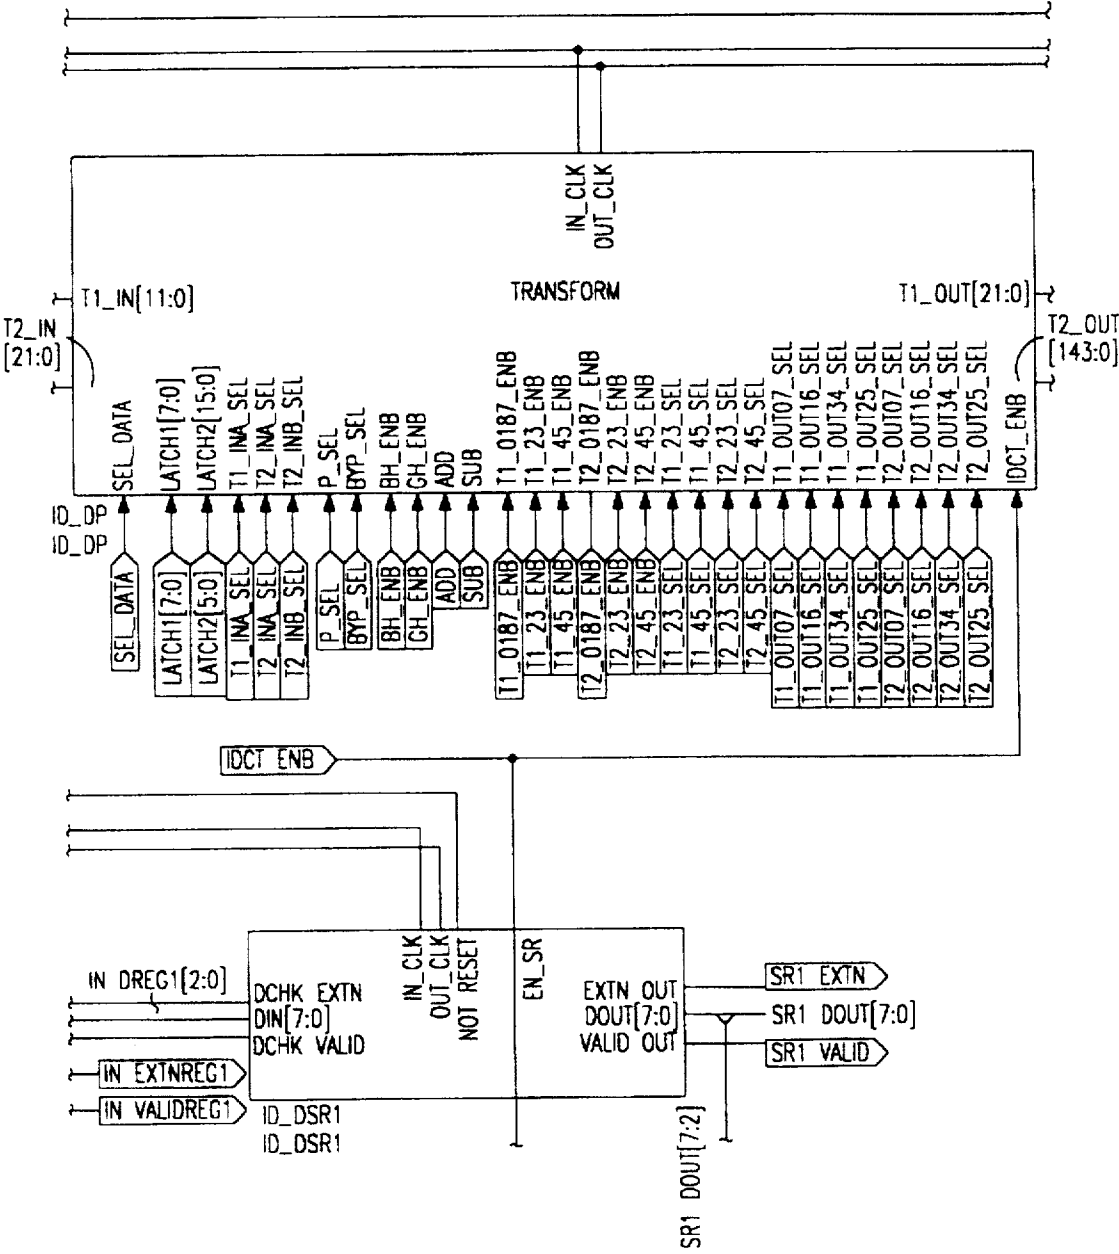 IN_CLK
OUT_CLK
T1_IN[11:0]
TRANSFORM
T1_OUT[21:0]
T2_IN
[21:0]
T2_OUT
[143:0]
SEL_DATA
LATCH1[7:0]
LATCH2[15:0]
T1_INA_SEL
T2_INA_SEL
T2_INB_SEL
P_SEL
BYP_SEL
BH_ENB
GH_ENB
ADD
SUB
T1_0187_ENB
T1_23_ENB
T1_45_ENB
T2_0187_ENB
T2_23_ENB
T2_45_ENB
T1_23_SEL
T1_45_SEL
T2_23_SEL
T2_45_SEL
T1_OUT07_SEL
T1_OUT16_SEL
T1_OUT34_SEL
T1_OUT25_SEL
T2_OUT07_SEL
T2_OUT16_SEL
T2_OUT34_SEL
T2_OUT25_SEL
IDCT_ENB
ID_DP
ID_DP
SEL_DATA
LATCH1[7:0]
LATCH2[5:0]
T1_INA_SEL
T2_INA_SEL
T2_INB_SEL
P_SEL
BYP_SEL
BH_ENB
GH_ENB
ADD
SUB
T1_0187_ENB
T1_23_ENB
T1_45_ENB
T2_0187_ENB
T2_23_ENB
T2_45_ENB
T1_23_SEL
T1_45_SEL
T2_23_SEL
T2_45_SEL
T1_OUT07_SEL
T1_OUT16_SEL
T1_OUT34_SEL
T1_OUT25_SEL
T2_OUT07_SEL
T2_OUT16_SEL
T2_OUT34_SEL
T2_OUT25_SEL
IDCT ENB
IN_CLK
OUT_CLK
NOT RESET
EN_SR
IN DREG1[2:0]
DCHK EXTN
DIN[7:0]
DCHK VALID
EXTN OUT
DOUT[7:0]
VALID OUT
SR1 EXTN
SR1 DOUT[7:0]
SR1 VALID
IN EXTNREG1
IN VALIDREG1
ID_DSR1
ID_DSR1
SR1 DOUT[7:2]